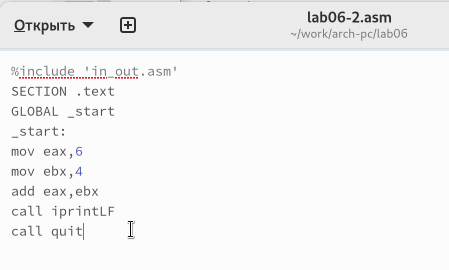 Открыть
lab06-2.asm
~/work/arch-pc/lab06
%include 'in_out.asm'
SECTION .text
GLOBAL _start
_start:
mov eax,6
mov ebx,4
add eax,ebx
call iprintLF
call quit